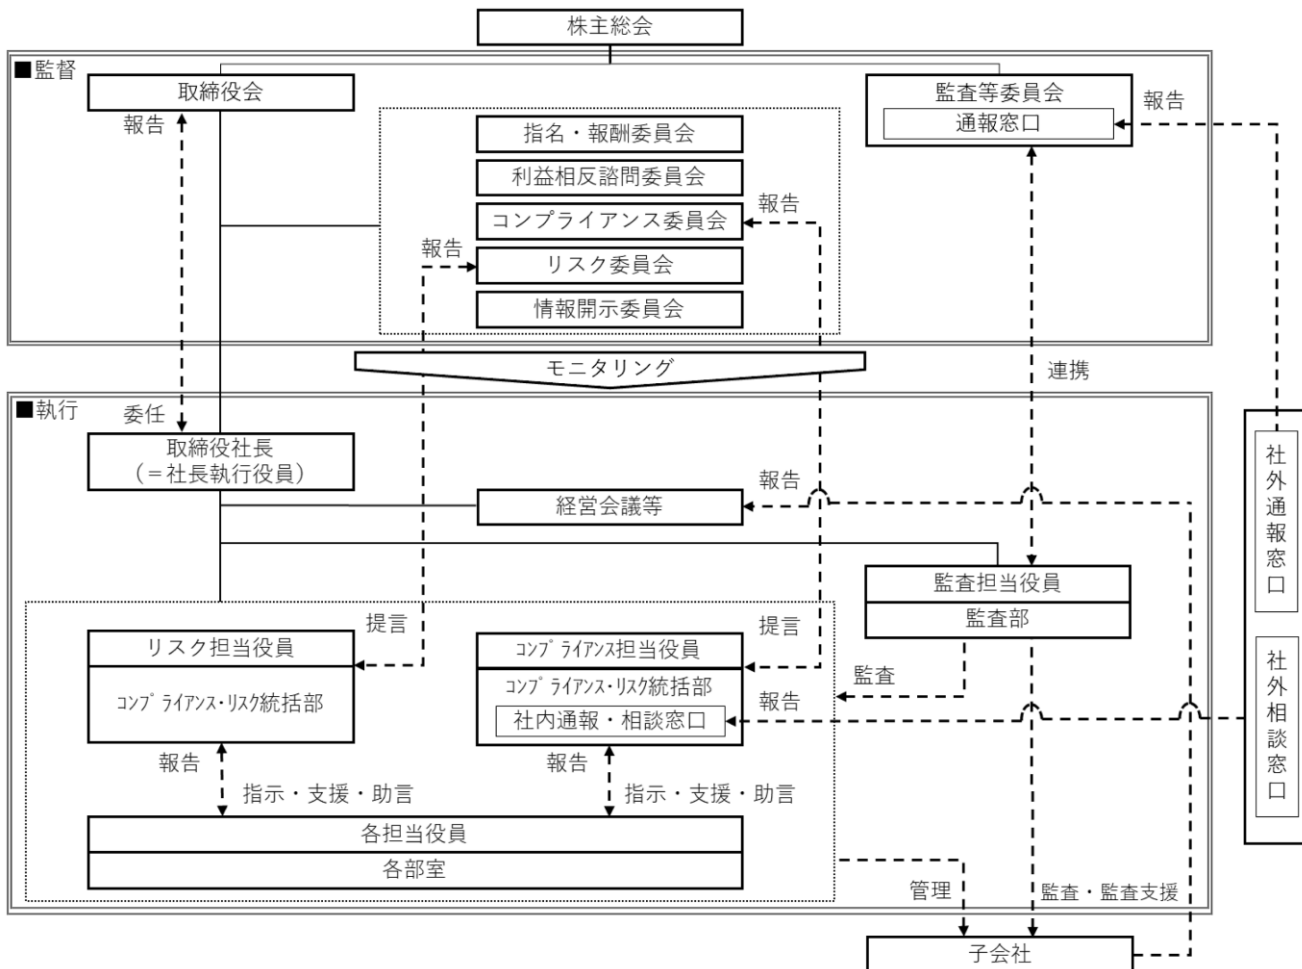 株主総会
■監督
取締役会
報告
監査等委員会
通報窓口
報告
指名・報酬委員会
利益相反諮問委員会
コンプライアンス委員会
報告
報告
リスク委員会
情報開示委員会
モニタリング
連携
■執行
委任
取締役社長
（＝社長執行役員）
経営会議等
報告
社外通報窓口
監査担当役員
監査部
提言
提言
リスク担当役員
ｺﾝﾌﾟﾗｲｱﾝｽ･ﾘｽｸ統括部
ｺﾝﾌﾟﾗｲｱﾝｽ担当役員
ｺﾝﾌﾟﾗｲｱﾝｽ･ﾘｽｸ統括部
社内通報・相談窓口
監査
報告
社外相談窓口
報告
指示・支援・助言
報告
指示・支援・助言
各担当役員
各部室
管理
監査・監査支援
子会社